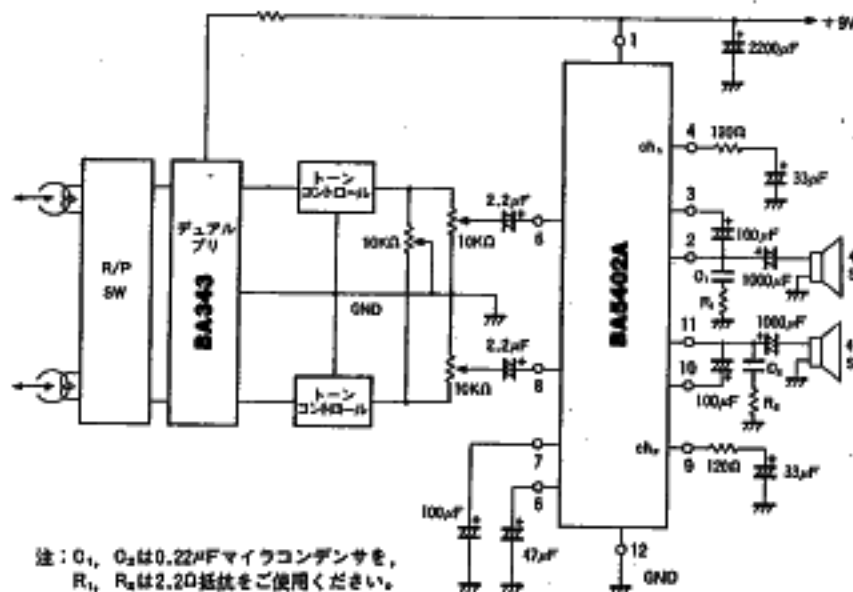 +9V
1
2200μF
4
120Ω
ch₁
33μF
R/P
SW
デュアル
プリ
BA343
トーン
コントロール
90KΩ
10KΩ
2.2μF
6
3
2
100μF
1000μF
C₁
R₁
4
BA5402A
GND
2.2μF
8
10KΩ
トーン
コントロール
11
10
1000μF
100μF
C₂
R₂
4
7
6
100μF
47μF
ch₂
9
120Ω
33μF
12
GND
注:C₁, C₂は0.22μFマイラコンデンサを,
R₁, R₂は2.2Ω抵抗をご使用ください。